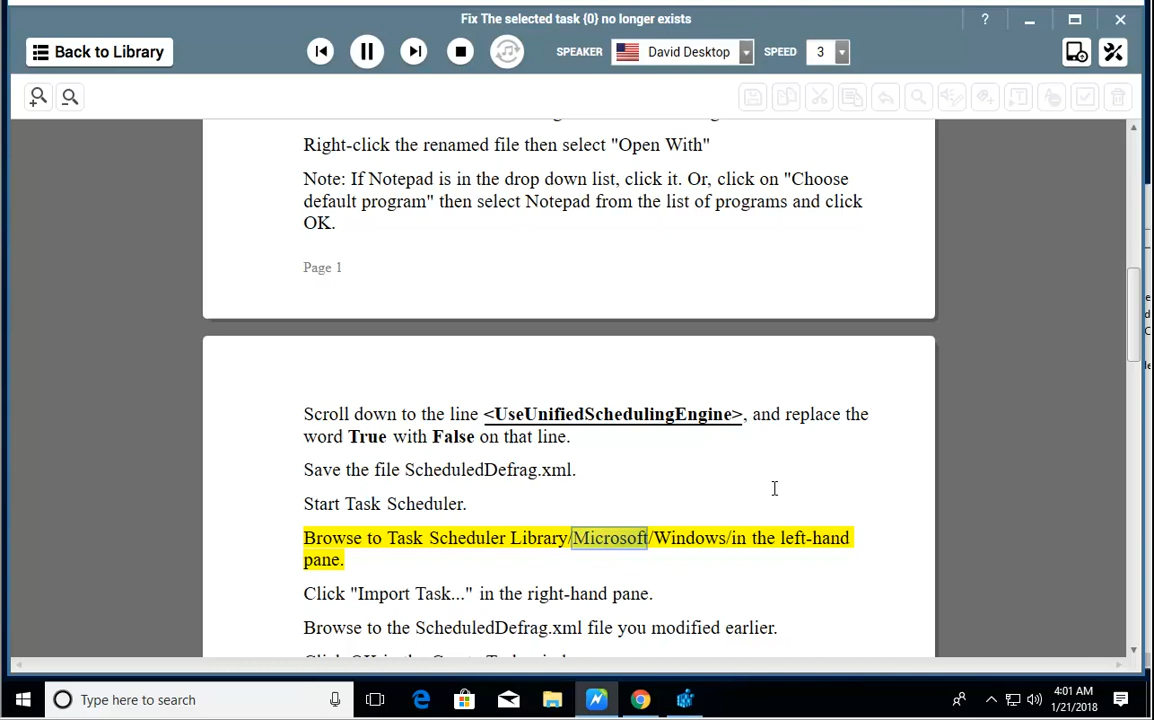 Fix The selected task {0} no longer exists
?
Back to Library
SPEAKER
David Desktop
SPEED
3
Right-click the renamed file then select "Open With"
Note: If Notepad is in the drop down list, click it. Or, click on "Choose
default program" then select Notepad from the list of programs and click
OK.
Page 1
Scroll down to the line <UseUnifiedSchedulingEngine>, and replace the
word True with False on that line.
Save the file ScheduledDefrag.xml.
Start Task Scheduler.
Browse to Task Scheduler Library/Microsoft/Windows/in the left-hand
pane.
Click "Import Task..." in the right-hand pane.
Browse to the ScheduledDefrag.xml file you modified earlier.
Type here to search
4:01 AM
1/21/2018